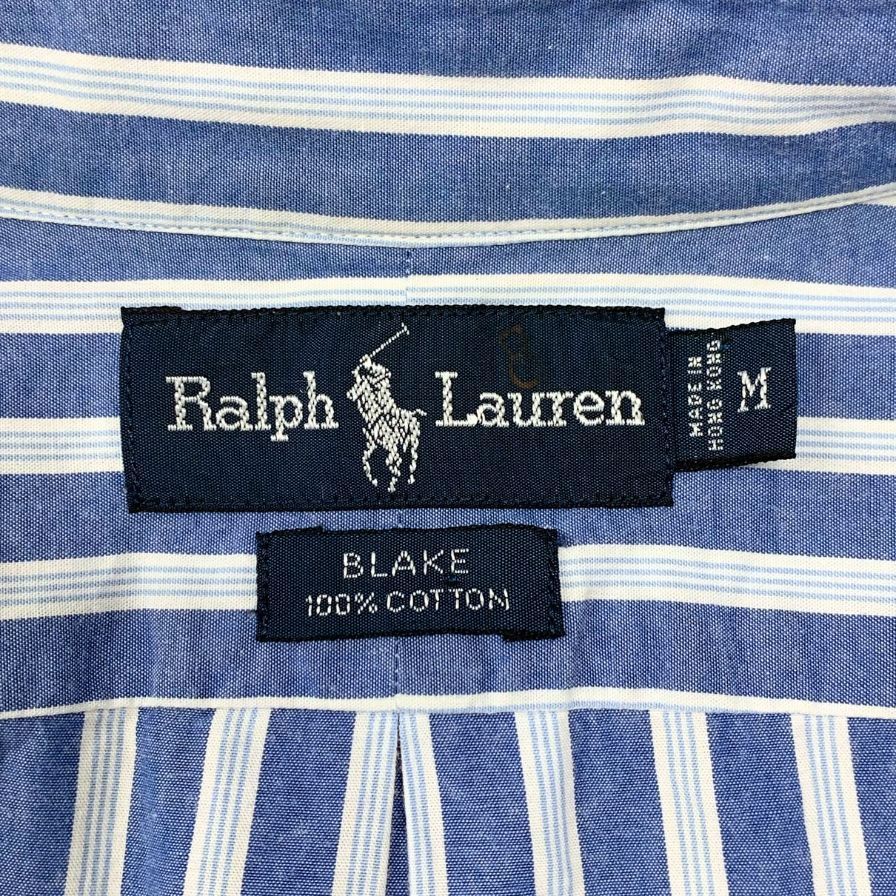 Ralph Lauren
MADE IN
HONG KONG
M
BLAKE
100% COTTON